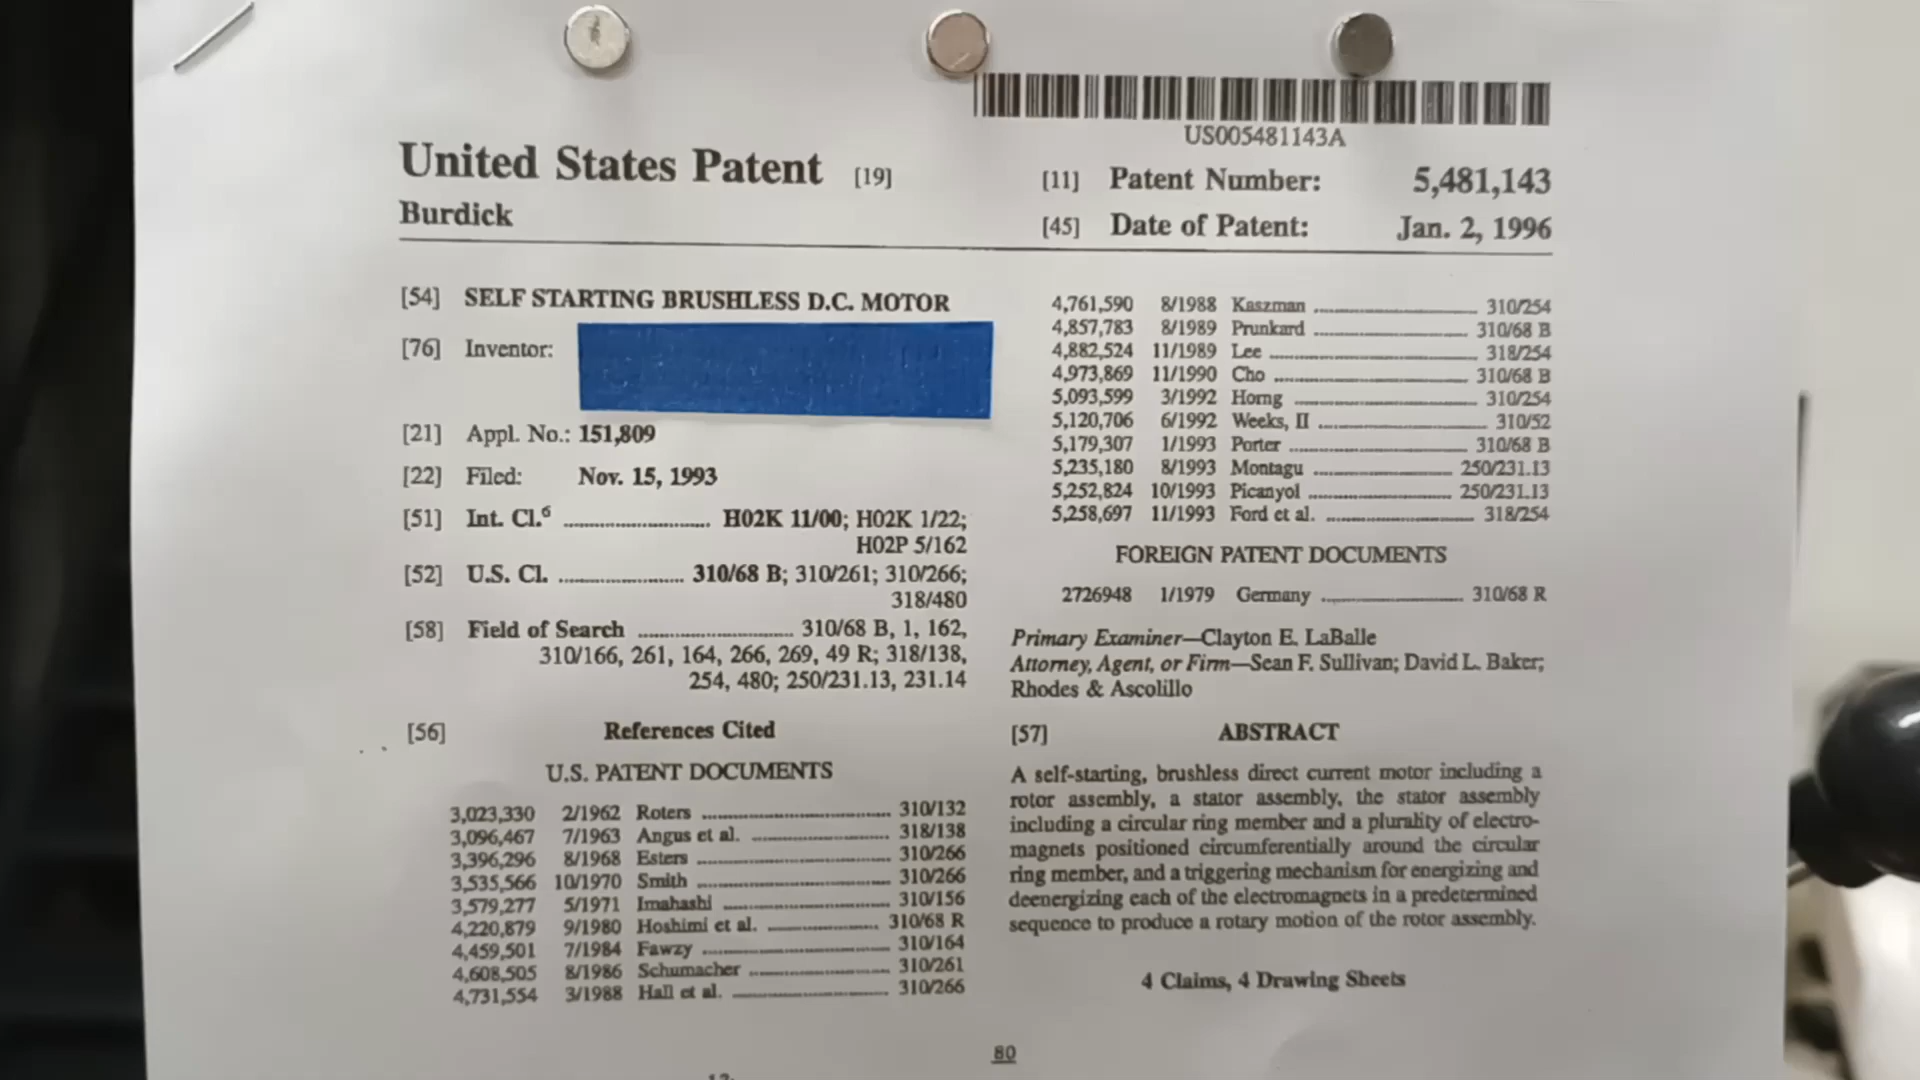 US005481143A
United States Patent [19]
Burdick
[11] Patent Number: 5,481,143
[45] Date of Patent: Jan. 2, 1996
[54] SELF STARTING BRUSHLESS D.C. MOTOR
[76] Inventor:
[21] Appl. No.: 151,809
[22] Filed: Nov. 15, 1993
[51] Int. Cl.⁶ ............................ H02K 11/00; H02K 1/22;
H02P 5/162
[52] U.S. Cl. ........................ 310/68 B; 310/261; 310/266;
318/480
[58] Field of Search ............................ 310/68 B, 1, 162,
310/166, 261, 164, 266, 269, 49 R; 318/138,
254, 480; 250/231.13, 231.14
[56] References Cited
U.S. PATENT DOCUMENTS
3,023,330 2/1962 Roters ............................ 310/132
3,096,467 7/1963 Angus et al. ............................ 318/138
3,396,296 8/1968 Esters ............................ 310/266
3,535,566 10/1970 Smith ............................ 310/266
3,579,277 5/1971 Imahashi ............................ 310/156
4,220,879 9/1980 Hoshimi et al. ............................ 310/68 R
4,459,501 7/1984 Fawzy ............................ 310/164
4,608,505 8/1986 Schumacher ............................ 310/261
4,731,554 3/1988 Hall et al. ............................ 310/266
4,761,590 8/1988 Kaszman ............................ 310/254
4,857,783 8/1989 Prunkard ............................ 310/68 B
4,882,524 11/1989 Lee ............................ 318/254
4,973,869 11/1990 Cho ............................ 310/68 B
5,093,599 3/1992 Horng ............................ 310/254
5,120,706 6/1992 Weeks, II ............................ 310/52
5,179,307 1/1993 Porter ............................ 310/68 B
5,235,180 8/1993 Montagu ............................ 250/231.13
5,252,824 10/1993 Picanyol ............................ 250/231.13
5,258,697 11/1993 Ford et al. ............................ 318/254
FOREIGN PATENT DOCUMENTS
2726948 1/1979 Germany ............................ 310/68 R
Primary Examiner—Clayton E. LaBalle
Attorney, Agent, or Firm—Sean F. Sullivan; David L. Baker;
Rhodes & Ascolillo
[57] ABSTRACT
A self-starting, brushless direct current motor including a
rotor assembly, a stator assembly, the stator assembly
including a circular ring member and a plurality of electro-
magnets positioned circumferentially around the circular
ring member, and a triggering mechanism for energizing and
deenergizing each of the electromagnets in a predetermined
sequence to produce a rotary motion of the rotor assembly.
4 Claims, 4 Drawing Sheets
80